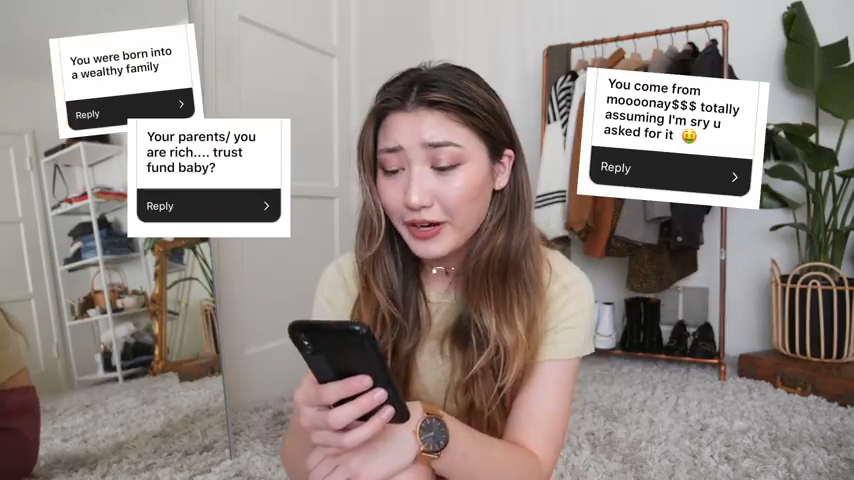 You were born into
a wealthy family
Reply
Your parents/ you
are rich.... trust
fund baby?
Reply
You come from
moooonay$$$ totally
assuming I'm sry u
asked for it 🤑
Reply